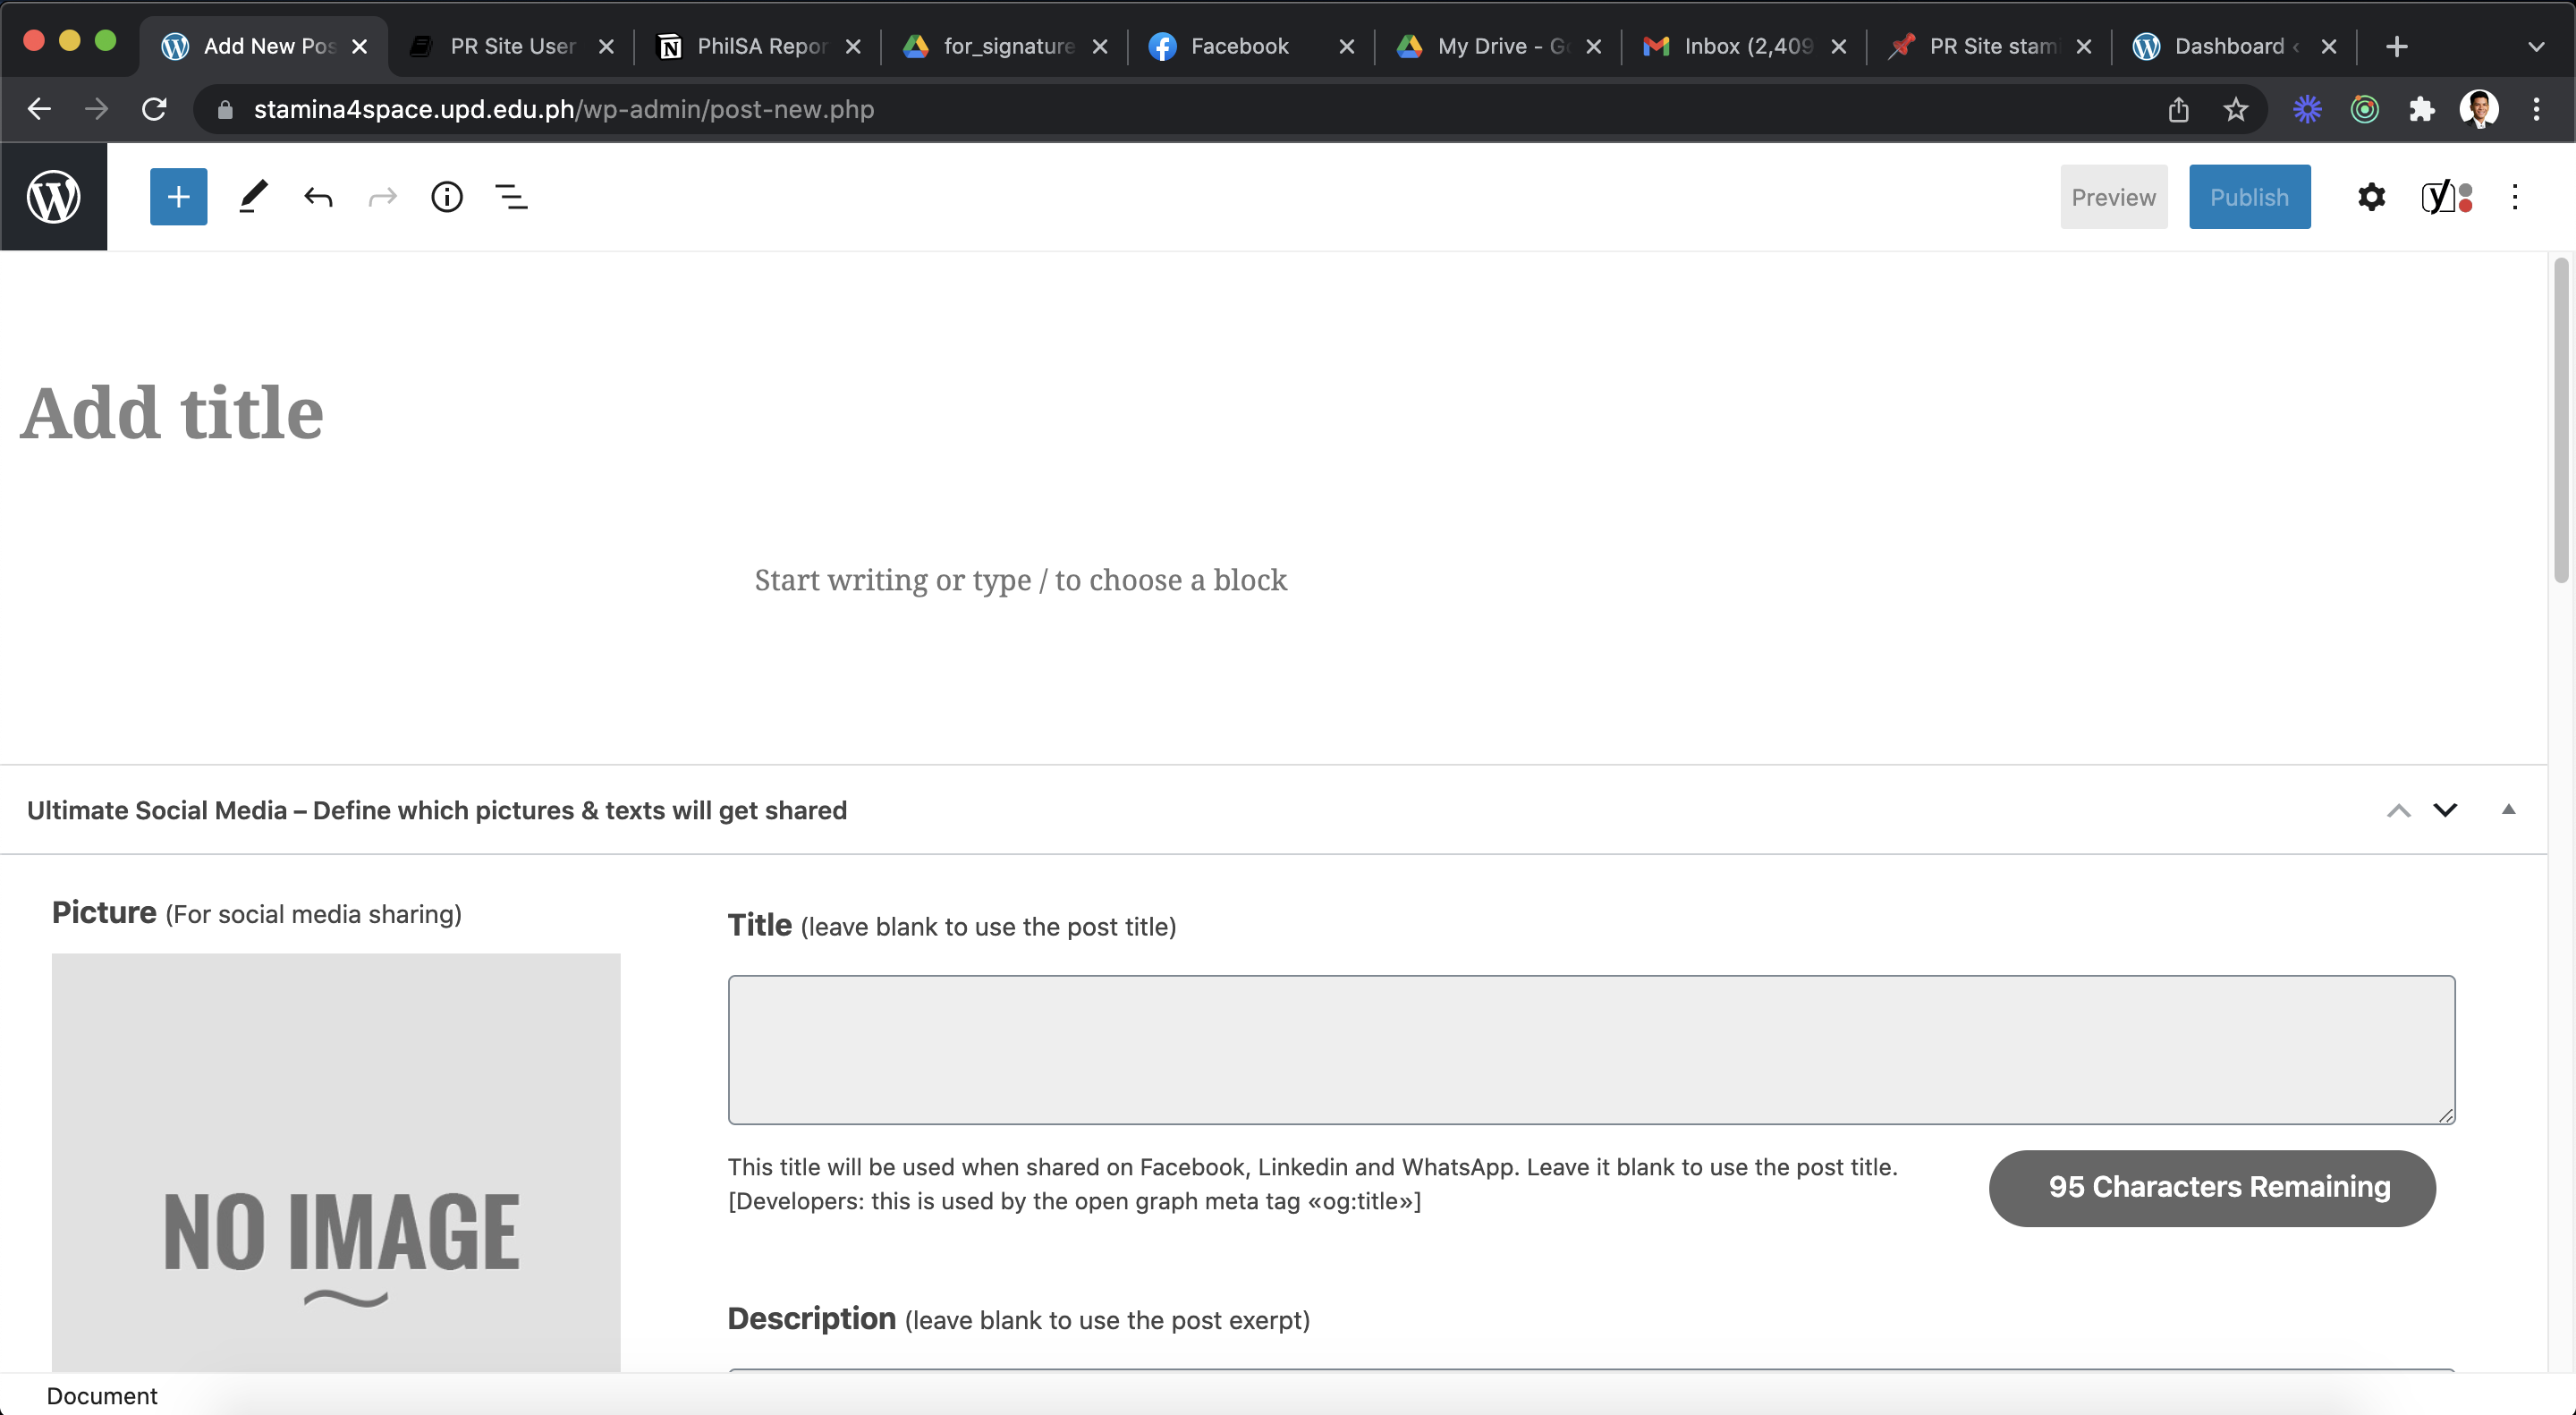 Add New Pos
PR Site User
PhilSA Repor
for_signature
Facebook
My Drive - Go
Inbox (2,409
PR Site stami
Dashboard ‹
stamina4space.upd.edu.ph/wp-admin/post-new.php
Preview
Publish
Add title
Start writing or type / to choose a block
Ultimate Social Media – Define which pictures & texts will get shared
Picture (For social media sharing)
NO IMAGE
Title (leave blank to use the post title)
This title will be used when shared on Facebook, Linkedin and WhatsApp. Leave it blank to use the post title.
[Developers: this is used by the open graph meta tag «og:title»]
95 Characters Remaining
Description (leave blank to use the post exerpt)
Document